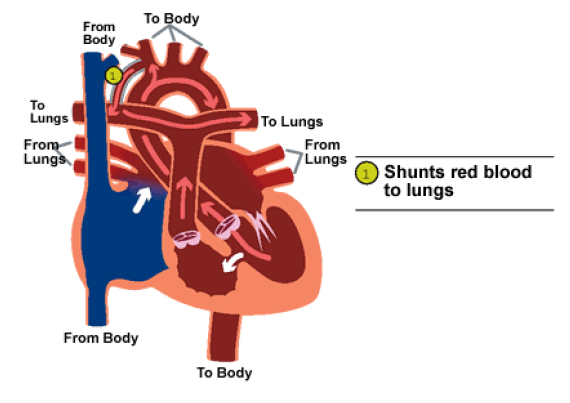 To Body
From
Body
1
To
Lungs
To Lungs
From
Lungs
From
Lungs
1 Shunts red blood
to lungs
From Body
To Body